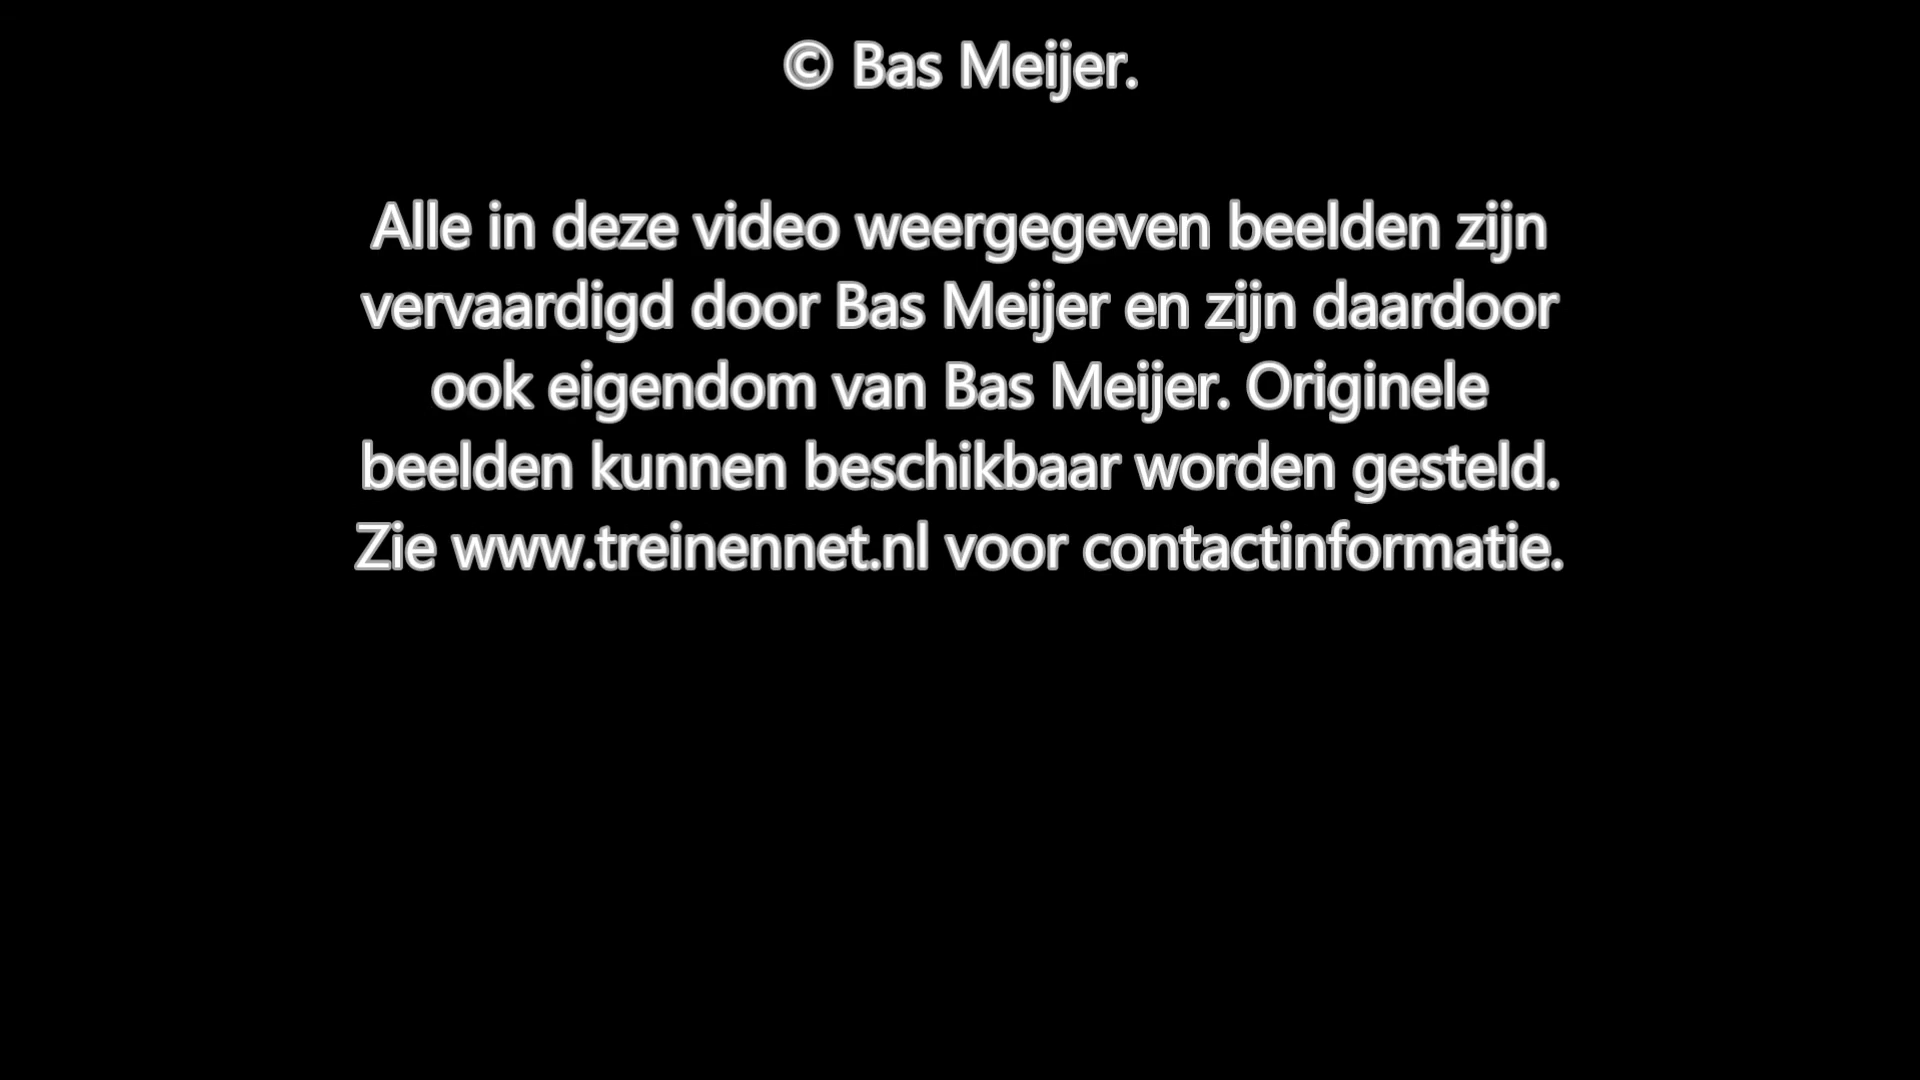 © Bas Meijer.
Alle in deze video weergegeven beelden zijn
vervaardigd door Bas Meijer en zijn daardoor
ook eigendom van Bas Meijer. Originele
beelden kunnen beschikbaar worden gesteld.
Zie www.treinennet.nl voor contactinformatie.